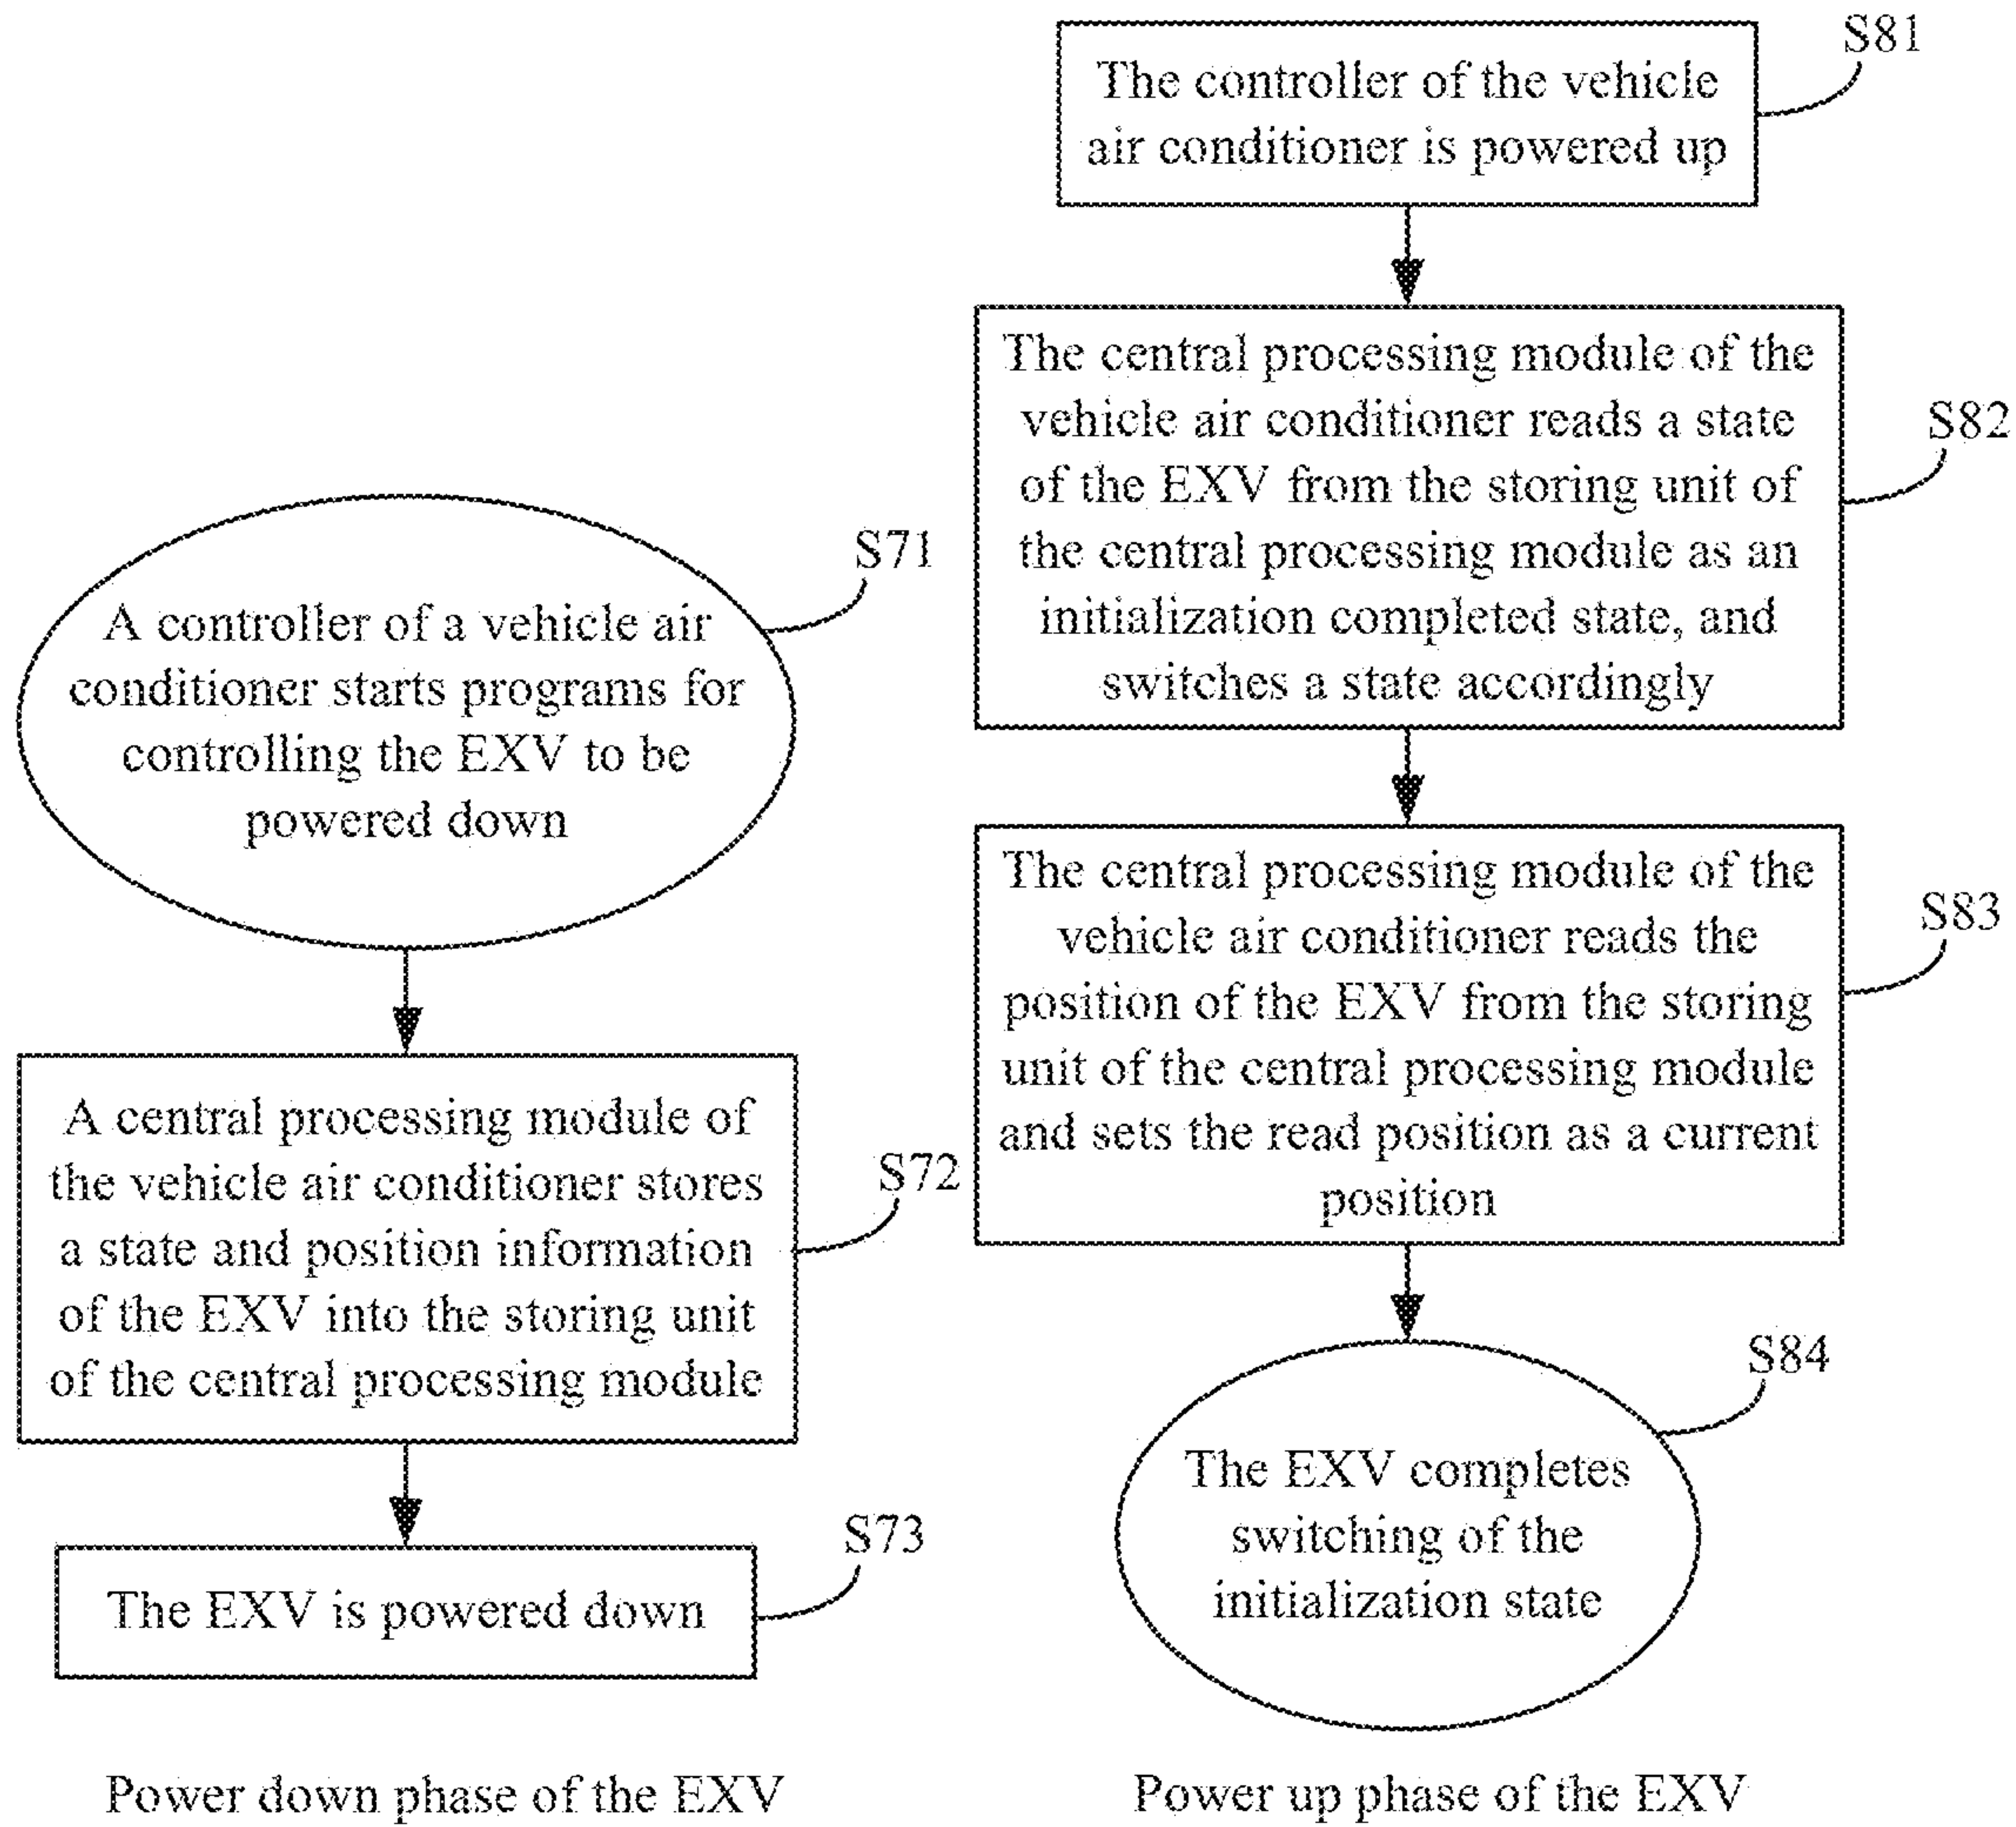 S71
A controller of a vehicle air
conditioner starts programs for
controlling the EXV to be
powered down
S72
A central processing module of
the vehicle air conditioner stores
a state and position information
of the EXV into the storing unit
of the central processing module
S73
The EXV is powered down
Power down phase of the EXV
S81
The controller of the vehicle
air conditioner is powered up
S82
The central processing module of the
vehicle air conditioner reads a state
of the EXV from the storing unit of
the central processing module as an
initialization completed state, and
switches a state accordingly
S83
The central processing module of the
vehicle air conditioner reads the
position of the EXV from the storing
unit of the central processing module
and sets the read position as a current
position
S84
The EXV completes
switching of the
initialization state
Power up phase of the EXV